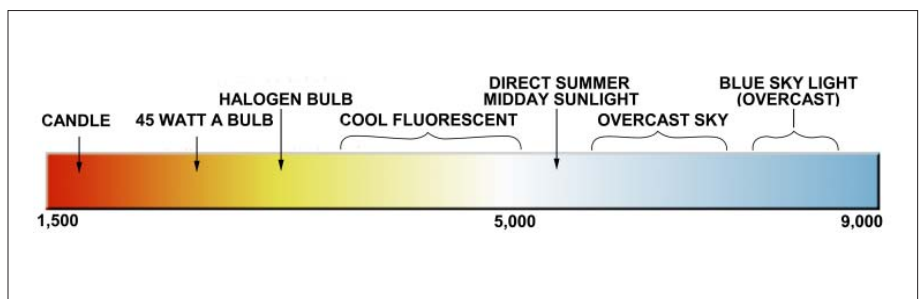 CANDLE
45 WATT A BULB
HALOGEN BULB
COOL FLUORESCENT
DIRECT SUMMER
MIDDAY SUNLIGHT
OVERCAST SKY
BLUE SKY LIGHT
(OVERCAST)
1,500
5,000
9,000